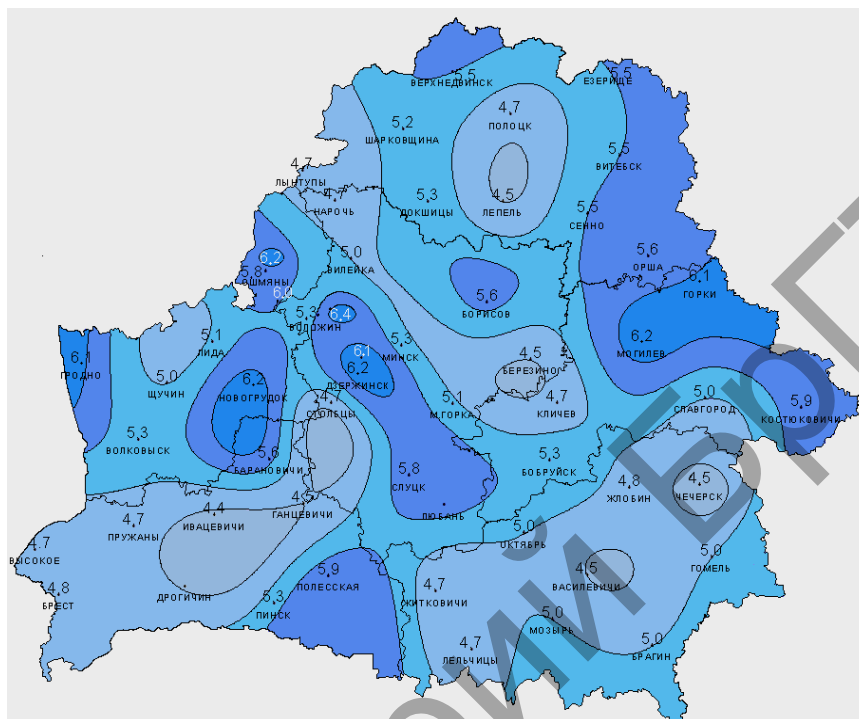 5,5
ВЕРХНЕДВИНСК
5,5
ЕЗЕРИЩЕ
4,7
ПОЛОЦК
5,2
ШАРКОВЩИНА
5,5
ВИТЕБСК
4,7
ЛЫНТУПЫ
4,7
НАРОЧЬ
5,3
ДОКШИЦЫ
4,5
ЛЕПЕЛЬ
5,5
СЕННО
5,0
ВИЛЕЙКА
5,6
ОРША
6,2
5,8
ОШМЯНЫ
6,0
6,1
ГОРКИ
5,6
БОРИСОВ
5,3
ВОЛОЖИН
6,4
5,1
ЛИДА
5,3
МИНСК
6,2
МОГИЛЕВ
6,1
ГРОДНО
6,1
6,2
ДЗЕРЖИНСК
4,5
БЕРЕЗИНО
5,0
ЩУЧИН
6,2
НОВОГРУДОК
4,7
СТОЛБЦЫ
5,1
М.ГОРКА
4,7
КЛИЧЕВ
5,0
СЛАВГОРОД
5,9
КОСТЮКОВИЧИ
5,3
ВОЛКОВЫСК
5,6
БАРАНОВИЧИ
5,8
СЛУЦК
5,3
БОБРУЙСК
4,8
ЖЛОБИН
4,5
ЧЕЧЕРСК
ЛЮБАНЬ
4,7
ПРУЖАНЫ
4,4
ИВАЦЕВИЧИ
ГАНЦЕВИЧИ
5,0
ОКТЯБРЬ
4,7
ВЫСОКОЕ
4,8
БРЕСТ
ДРОГИЧИН
5,3
ПИНСК
5,9
ПОЛЕССКАЯ
4,7
ЖИТКОВИЧИ
4,5
ВАСИЛЕВИЧИ
5,0
ГОМЕЛЬ
5,0
МОЗЫРЬ
4,7
ЛЕЛЬЧИЦЫ
5,0
БРАГИН